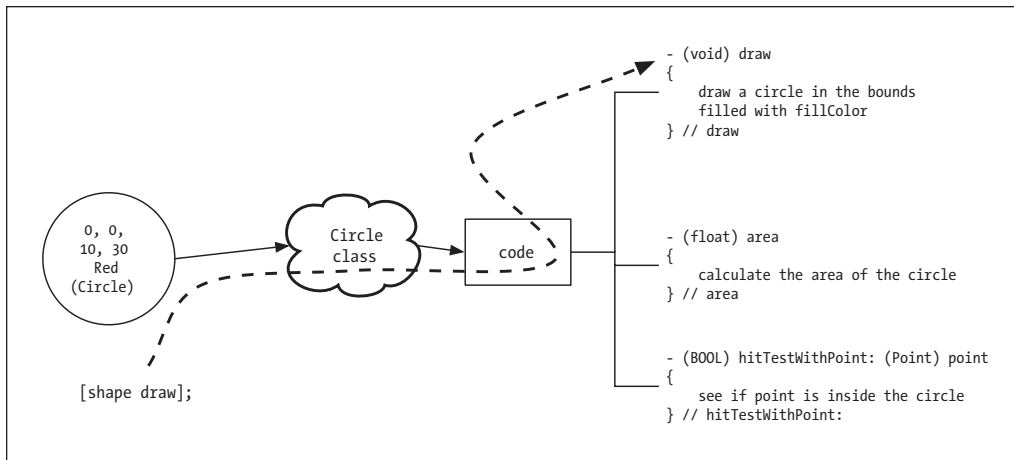 0, 0,
10, 30
Red
(Circle)
[shape draw];
Circle
class
code
- (void) draw
{
draw a circle in the bounds
filled with fillColor
} // draw
- (float) area
{
calculate the area of the circle
} // area
- (BOOL) hitTestWithPoint: (Point) point
{
see if point is inside the circle
} // hitTestWithPoint: